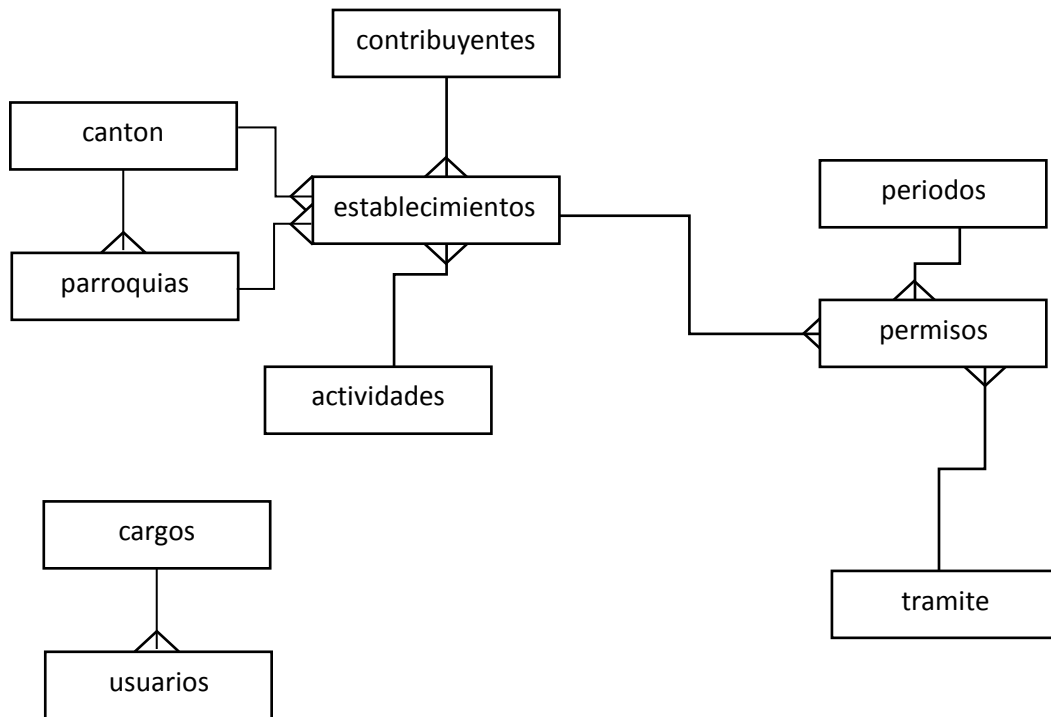 contribuyentes
canton
establecimientos
periodos
parroquias
permisos
actividades
cargos
tramite
usuarios